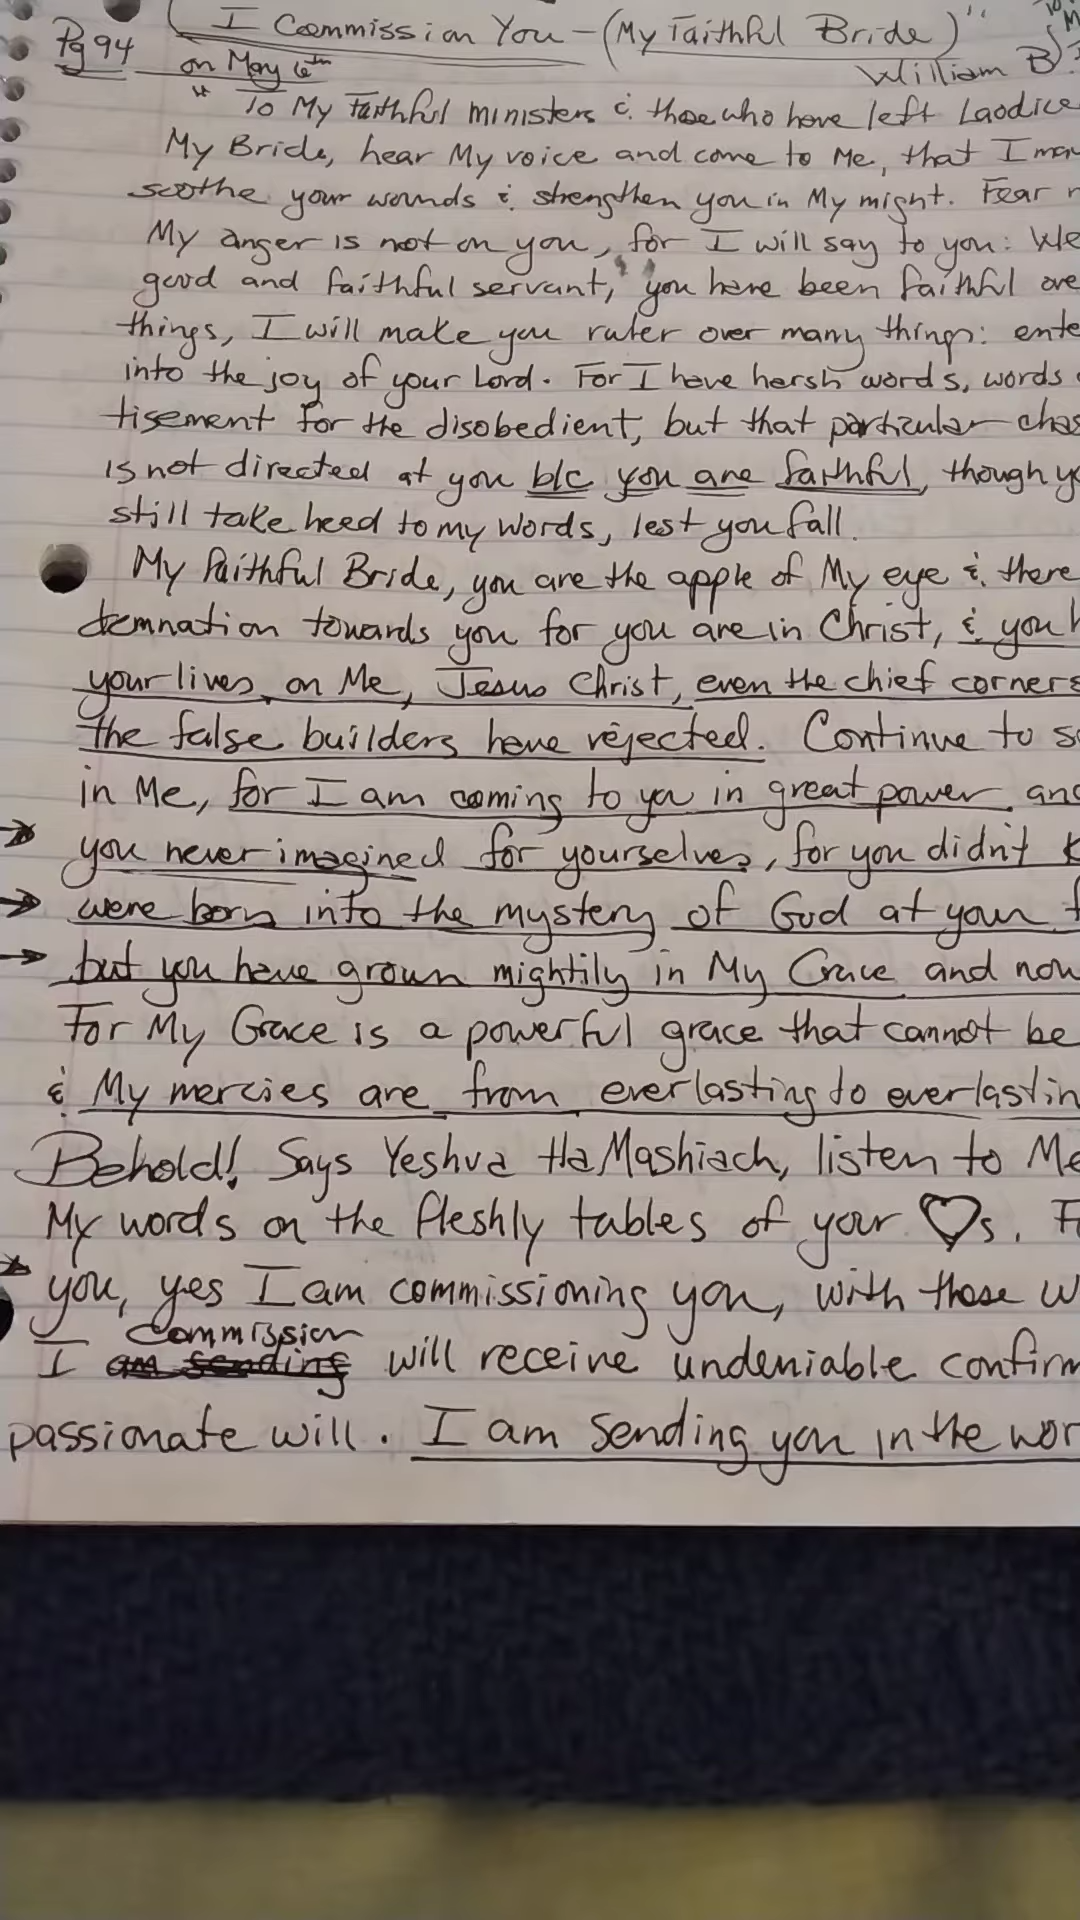 Pg 94 "I Commission You - (My Faithful Bride)"
on May 6th William B
"To My Faithful ministers & those who have left Laodice
My Bride, hear My voice and come to Me, that I may
soothe your wounds & strengthen you in My might. Fear n
My anger is not on you, for I will say to you: We
good and faithful servant, you have been faithful ove
things, I will make you ruler over many things: ente
into the joy of your Lord. For I have harsh words, words
tisement for the disobedient, but that particular chas
is not directed at you b/c you are faithful, though yo
still take heed to my words, lest you fall.
My Faithful Bride, you are the apple of My eye & there
demnation towards you for you are in Christ, & you h
your lives on Me, Jesus Christ, even the chief corners
the false builders have rejected. Continue to s
in Me, for I am coming to you in great power and
you never imagined for yourselves, for you didn't k
were born into the mystery of God at your f
but you have grown mightily in My Grace and now
For My Grace is a powerful grace that cannot be
& My mercies are from everlasting to everlastin
Behold! Says Yeshua Ha Mashiach, listen to Me
My words on the fleshly tables of your ♡s. F
you, yes I am commissioning you, with those w
commission
I am sending will receive undeniable confirm
passionate will. I am sending you in the wor